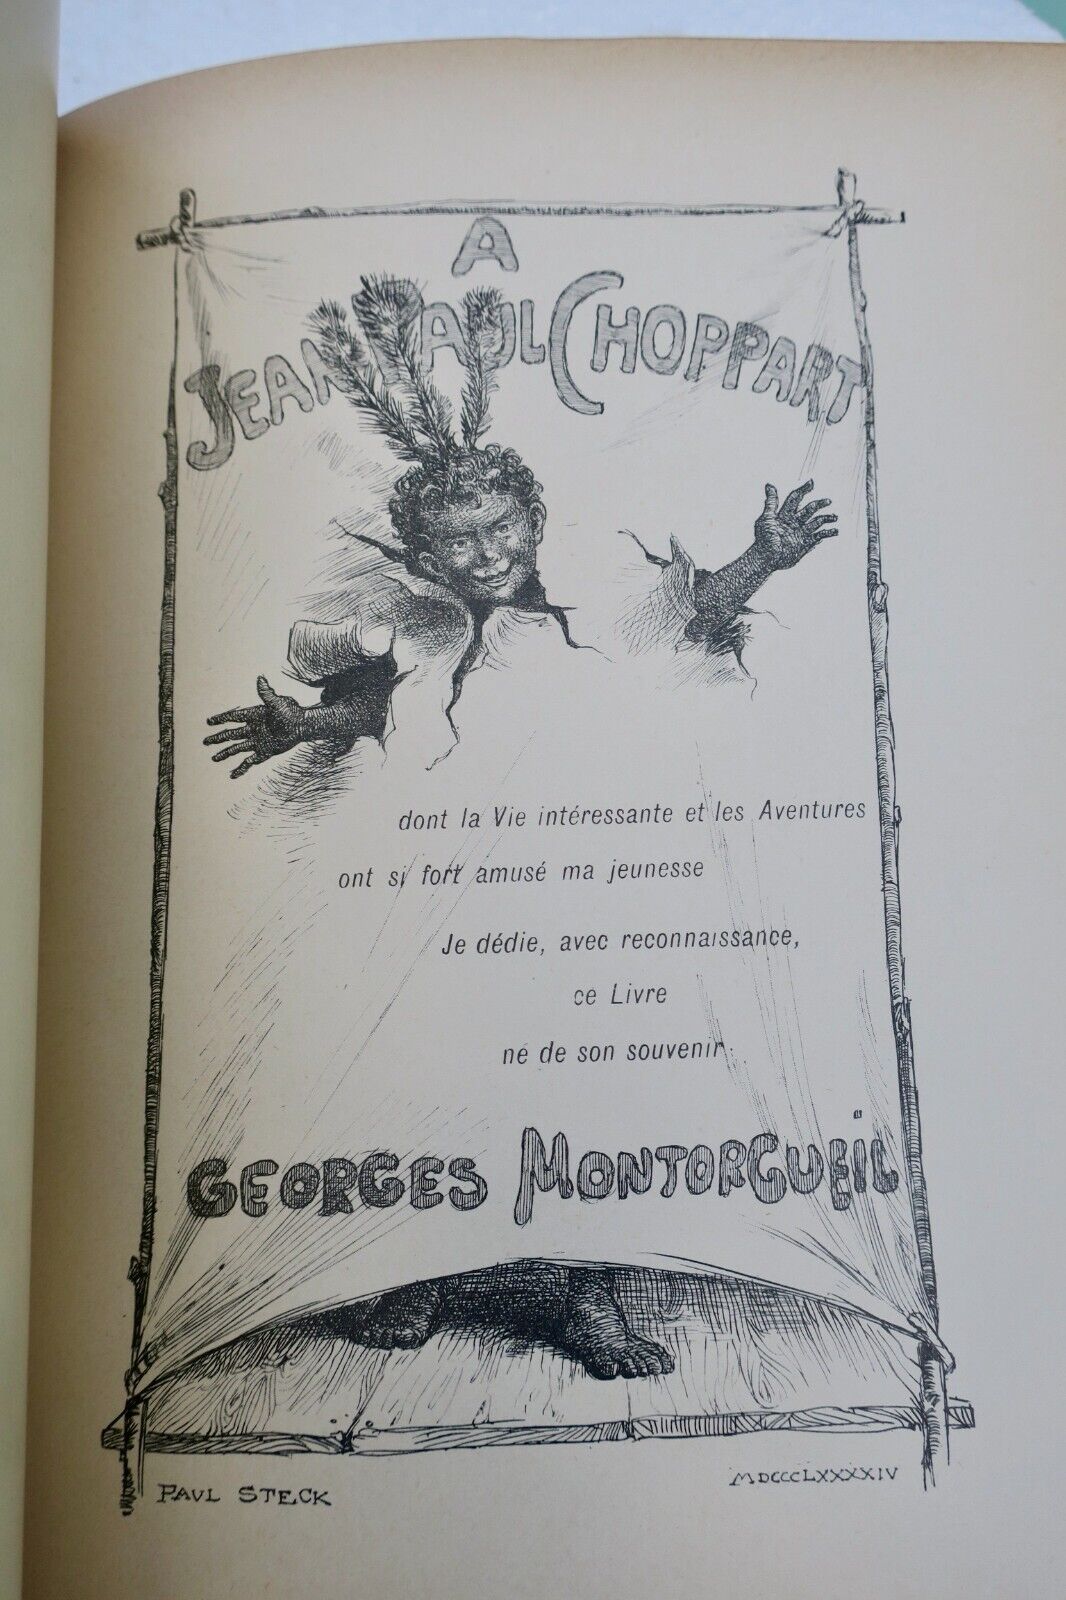 A
JEAN PAUL CHOPPART
dont la Vie intéressante et les Aventures
ont si fort amusé ma jeunesse
Je dédie, avec reconnaissance,
ce Livre
né de son souvenir.
GEORGES MONTORGUEIL
PAUL STECK
MDCCCLXXXXIV